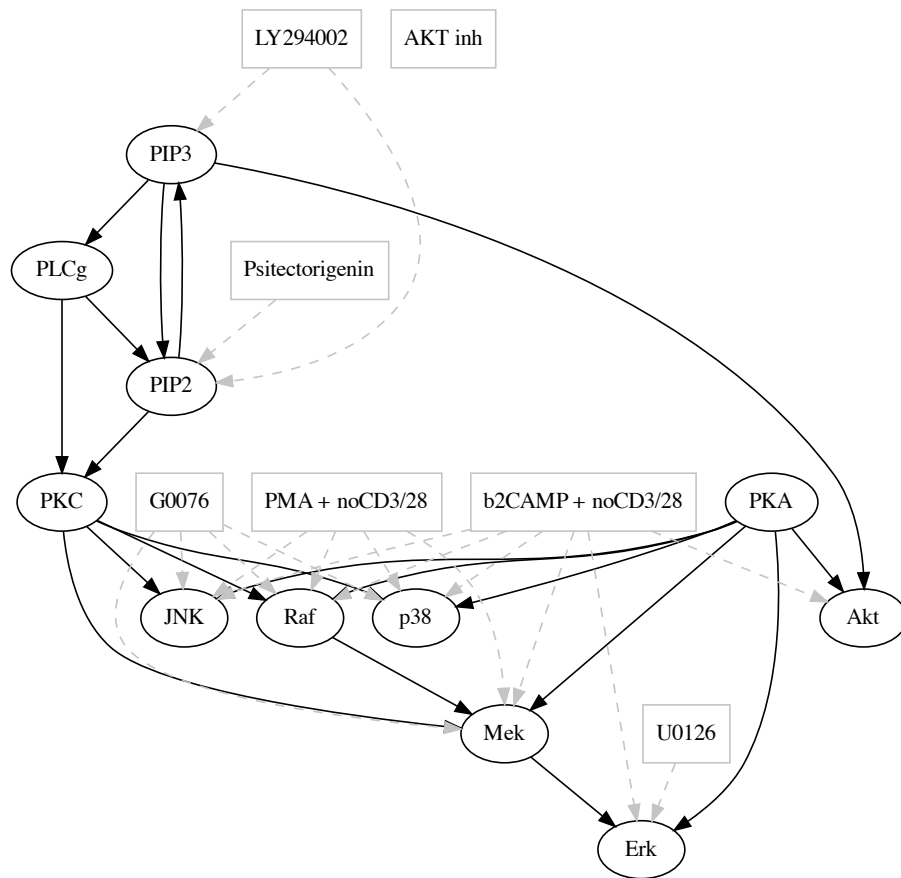 LY294002
AKT inh
PIP3
PLCg
Psitectorigenin
PIP2
PKC
G0076
PMA + noCD3/28
b2CAMP + noCD3/28
PKA
JNK
Raf
p38
Akt
Mek
U0126
Erk